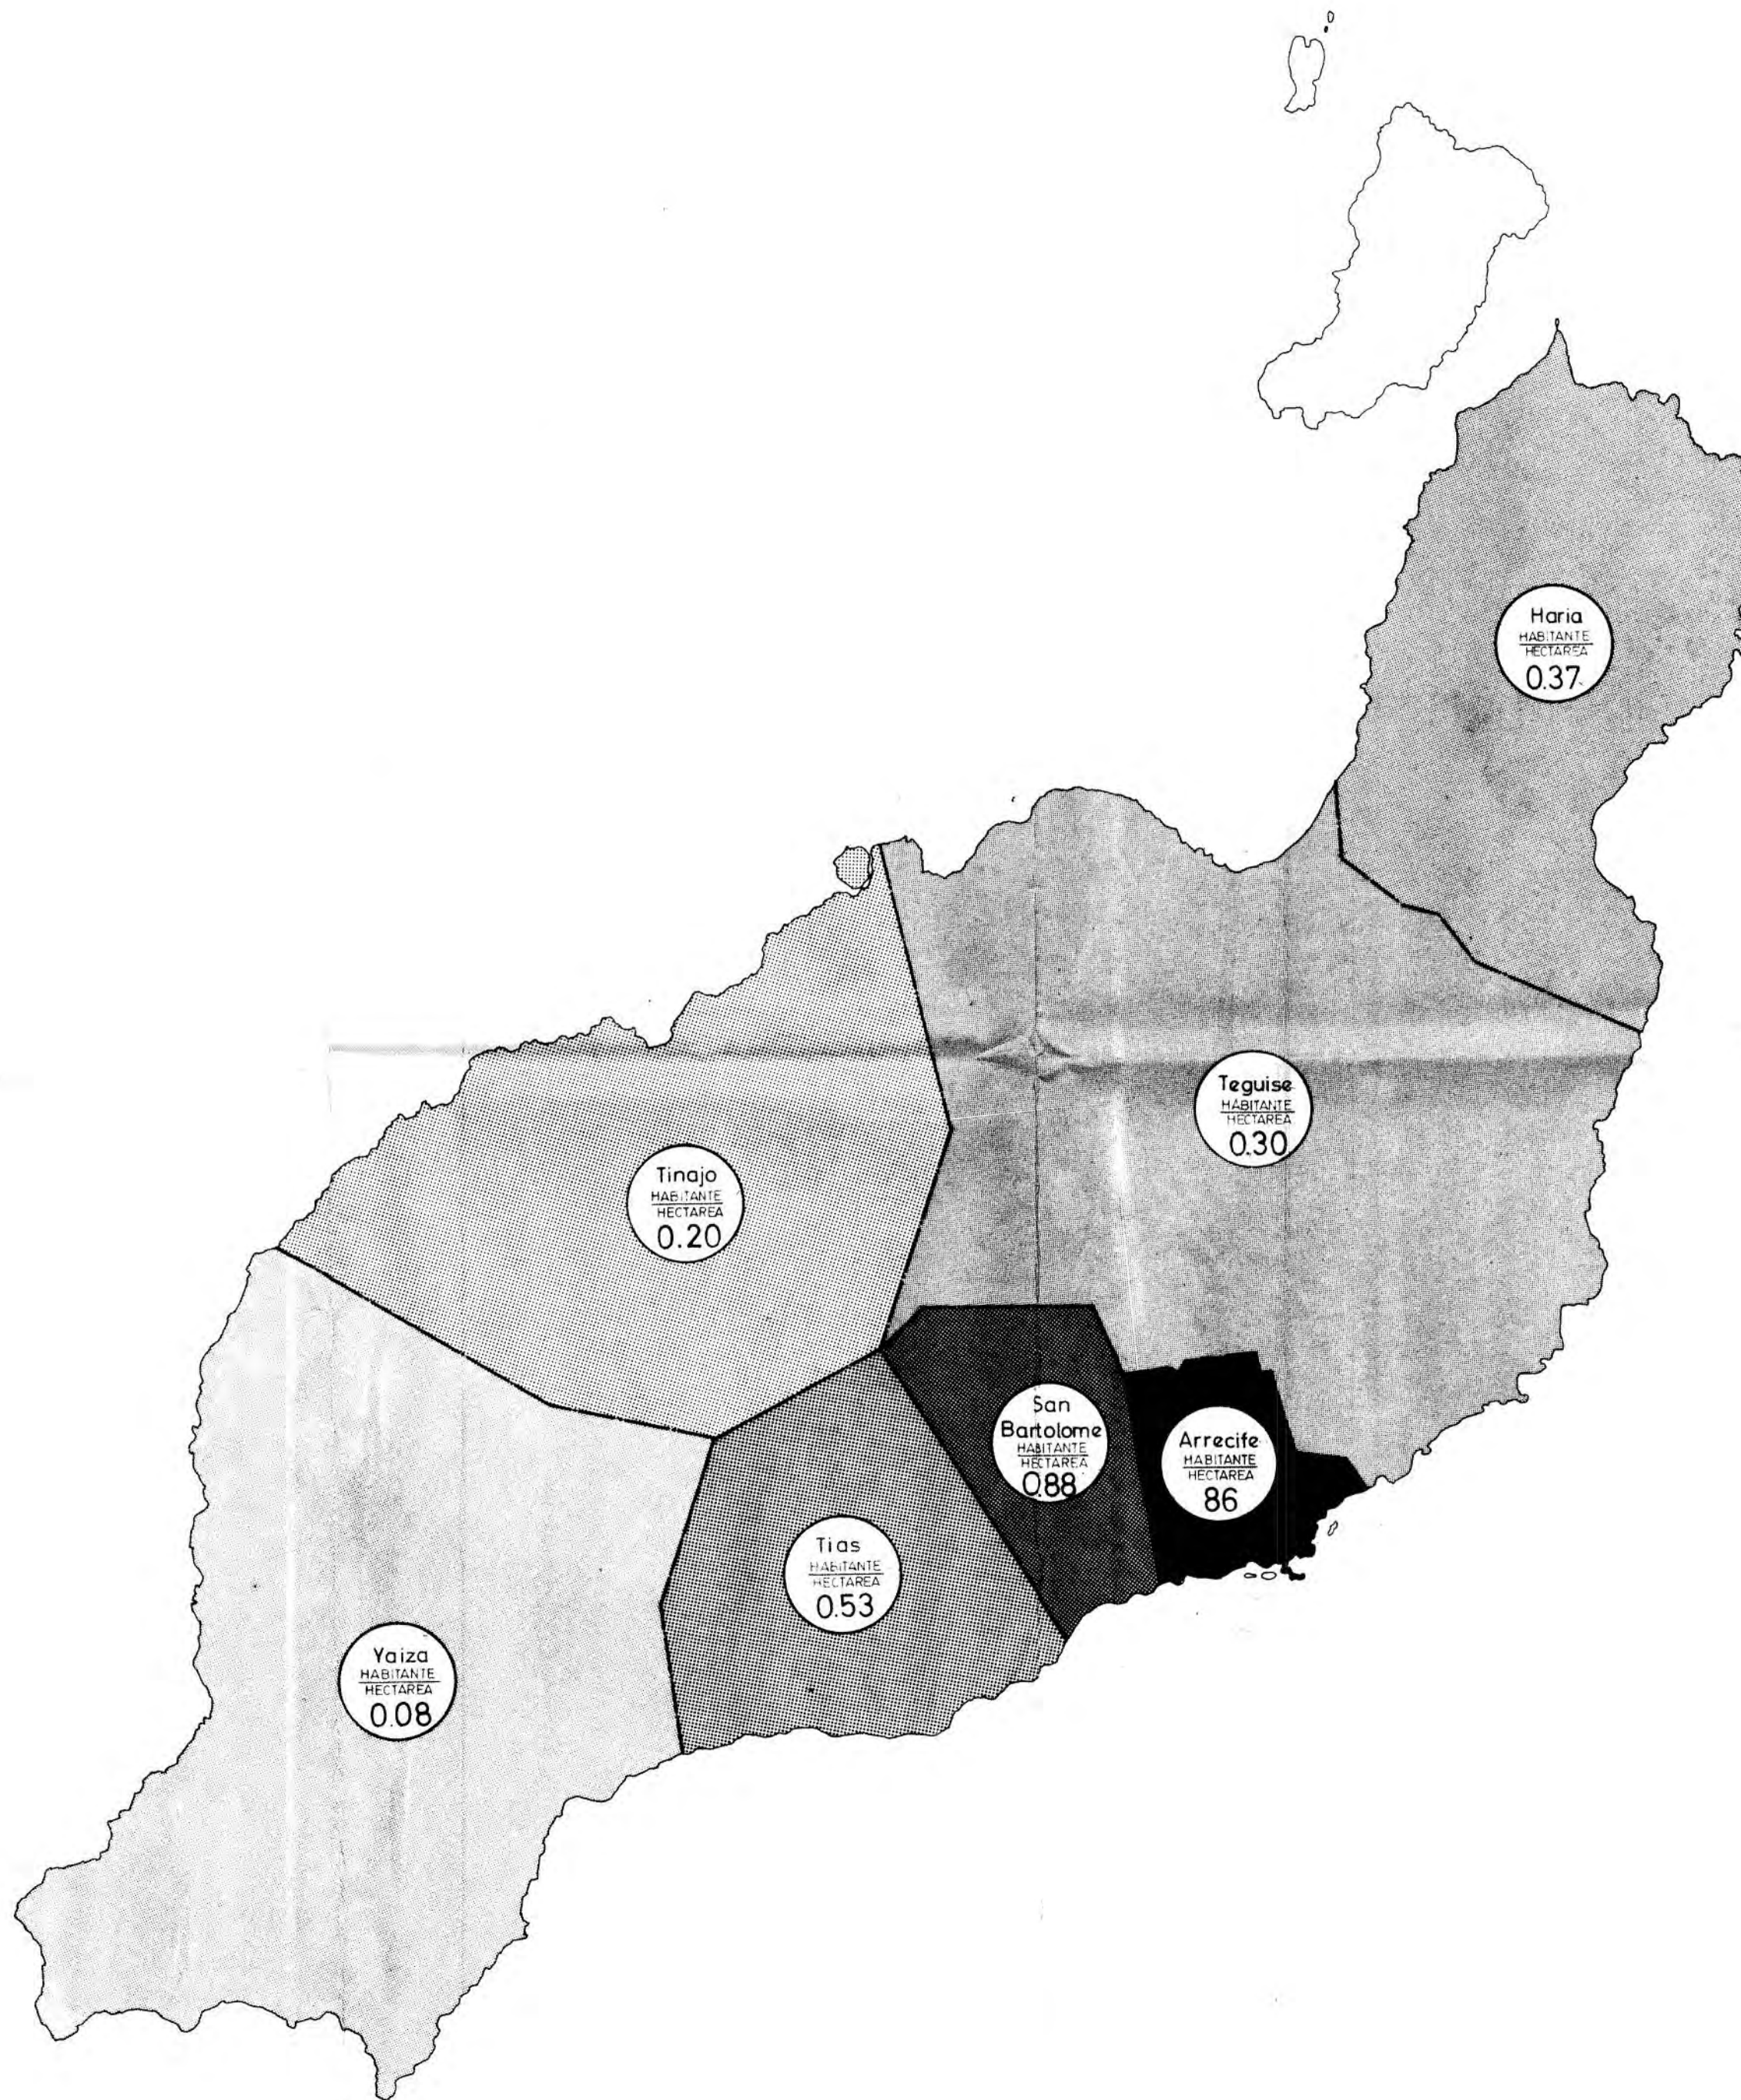 Haria
HABITANTE
HECTAREA
0.37
Teguise
HABITANTE
HECTAREA
0.30
Tinajo
HABITANTE
HECTAREA
0.20
San
Bartolome
HABITANTE
HECTAREA
0.88
Arrecife
HABITANTE
HECTAREA
86
Tias
HABITANTE
HECTAREA
0.53
Yaiza
HABITANTE
HECTAREA
0.08